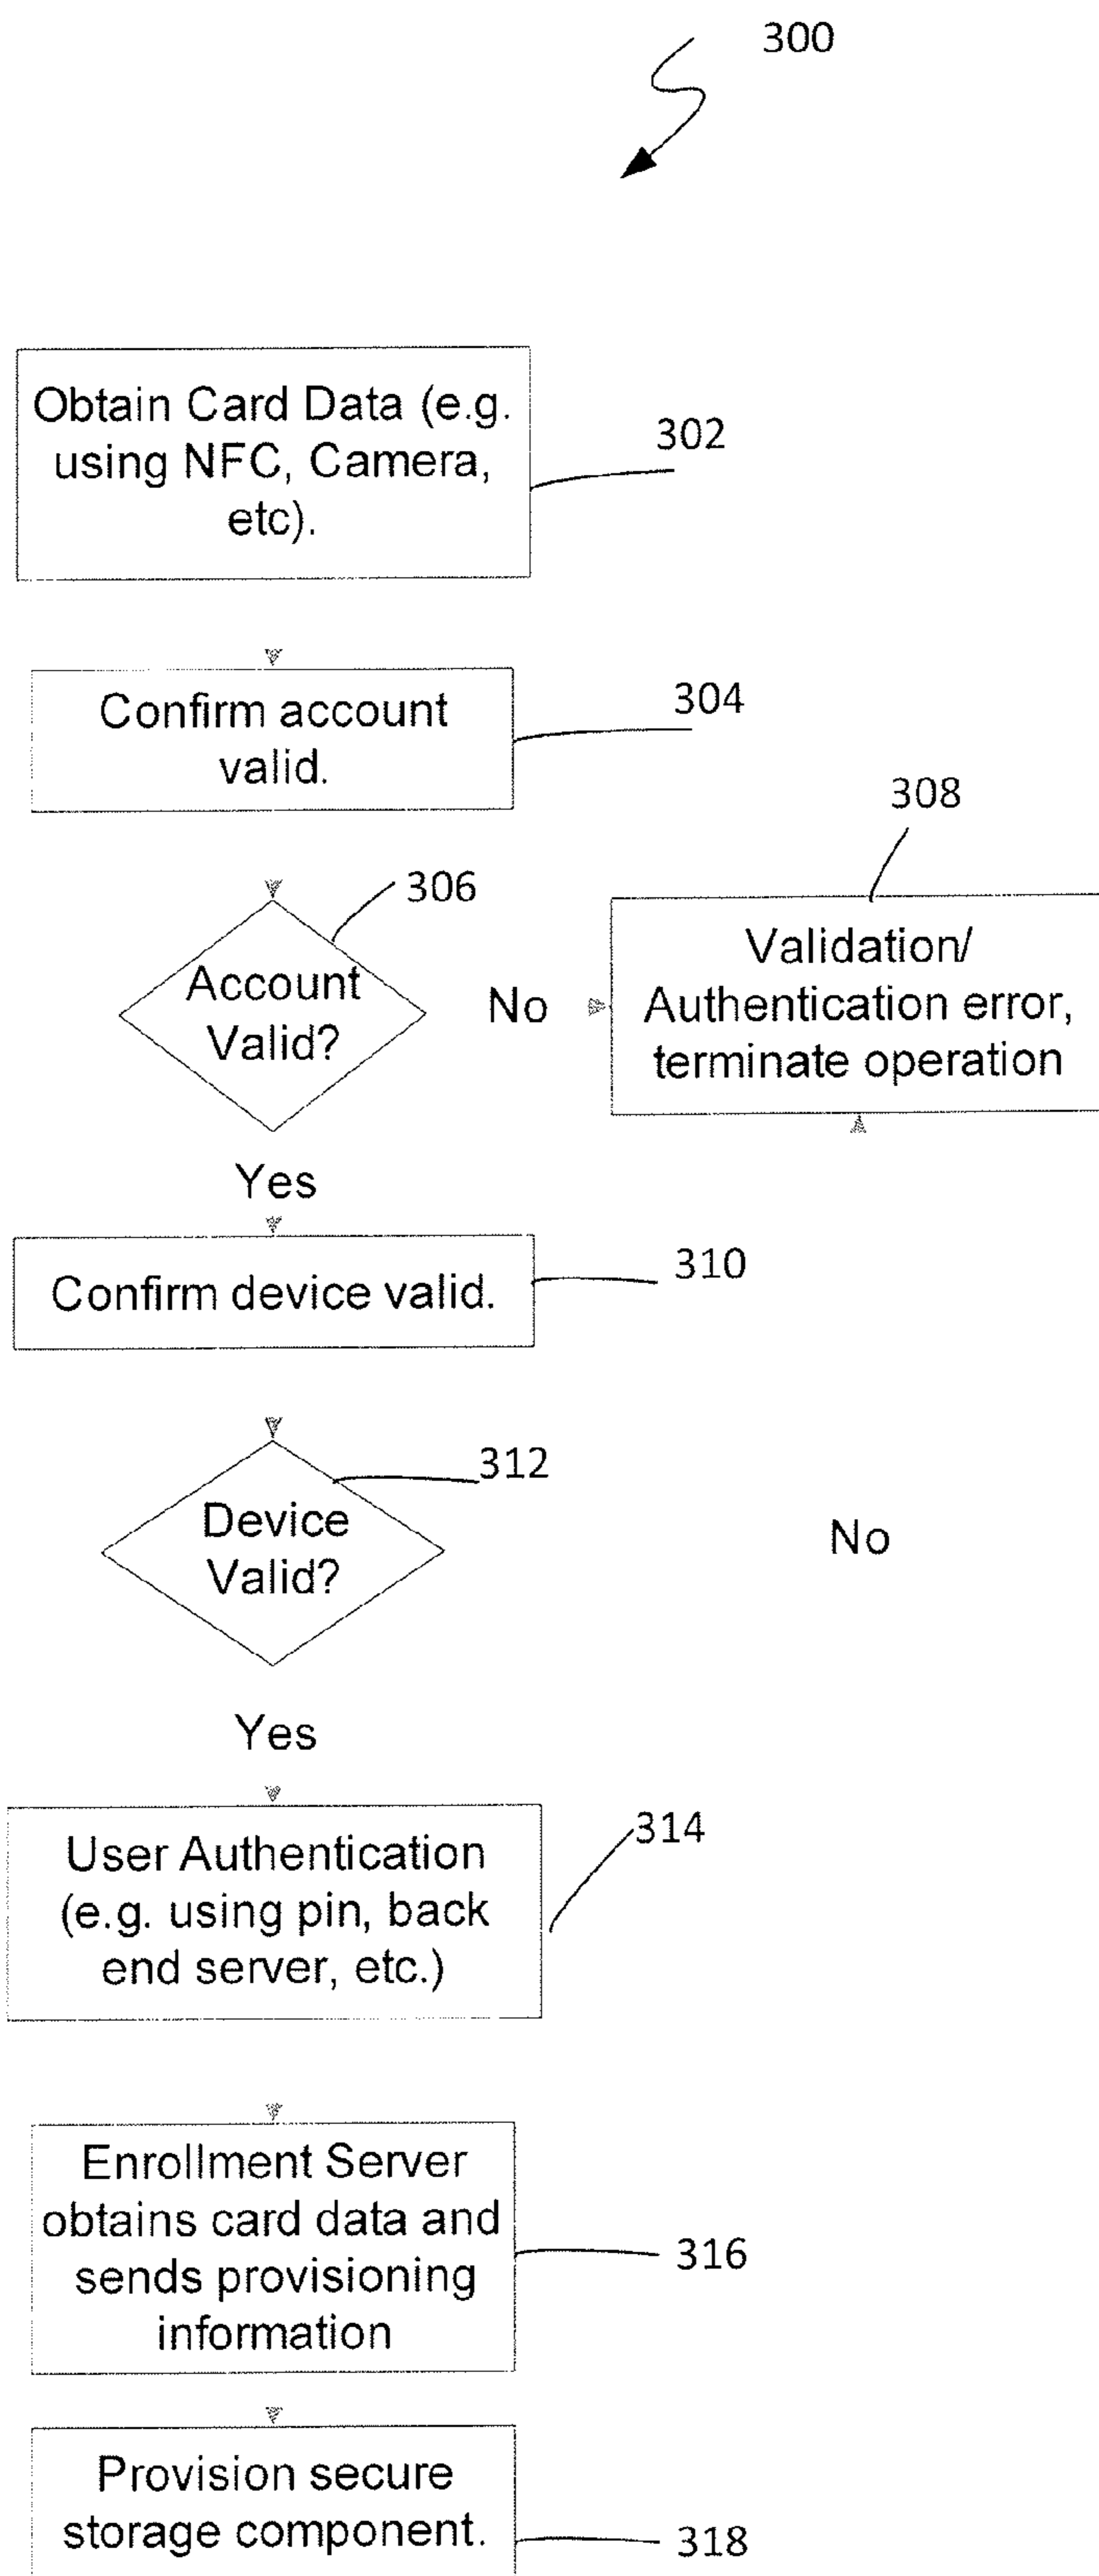 300
Obtain Card Data (e.g.
using NFC, Camera,
etc).
302
Confirm account
valid.
304
306
Account
Valid?
No
308
Validation/
Authentication error,
terminate operation
Yes
Confirm device valid.
310
312
Device
Valid?
No
Yes
User Authentication
(e.g. using pin, back
end server, etc.)
314
Enrollment Server
obtains card data and
sends provisioning
information
316
Provision secure
storage component.
318